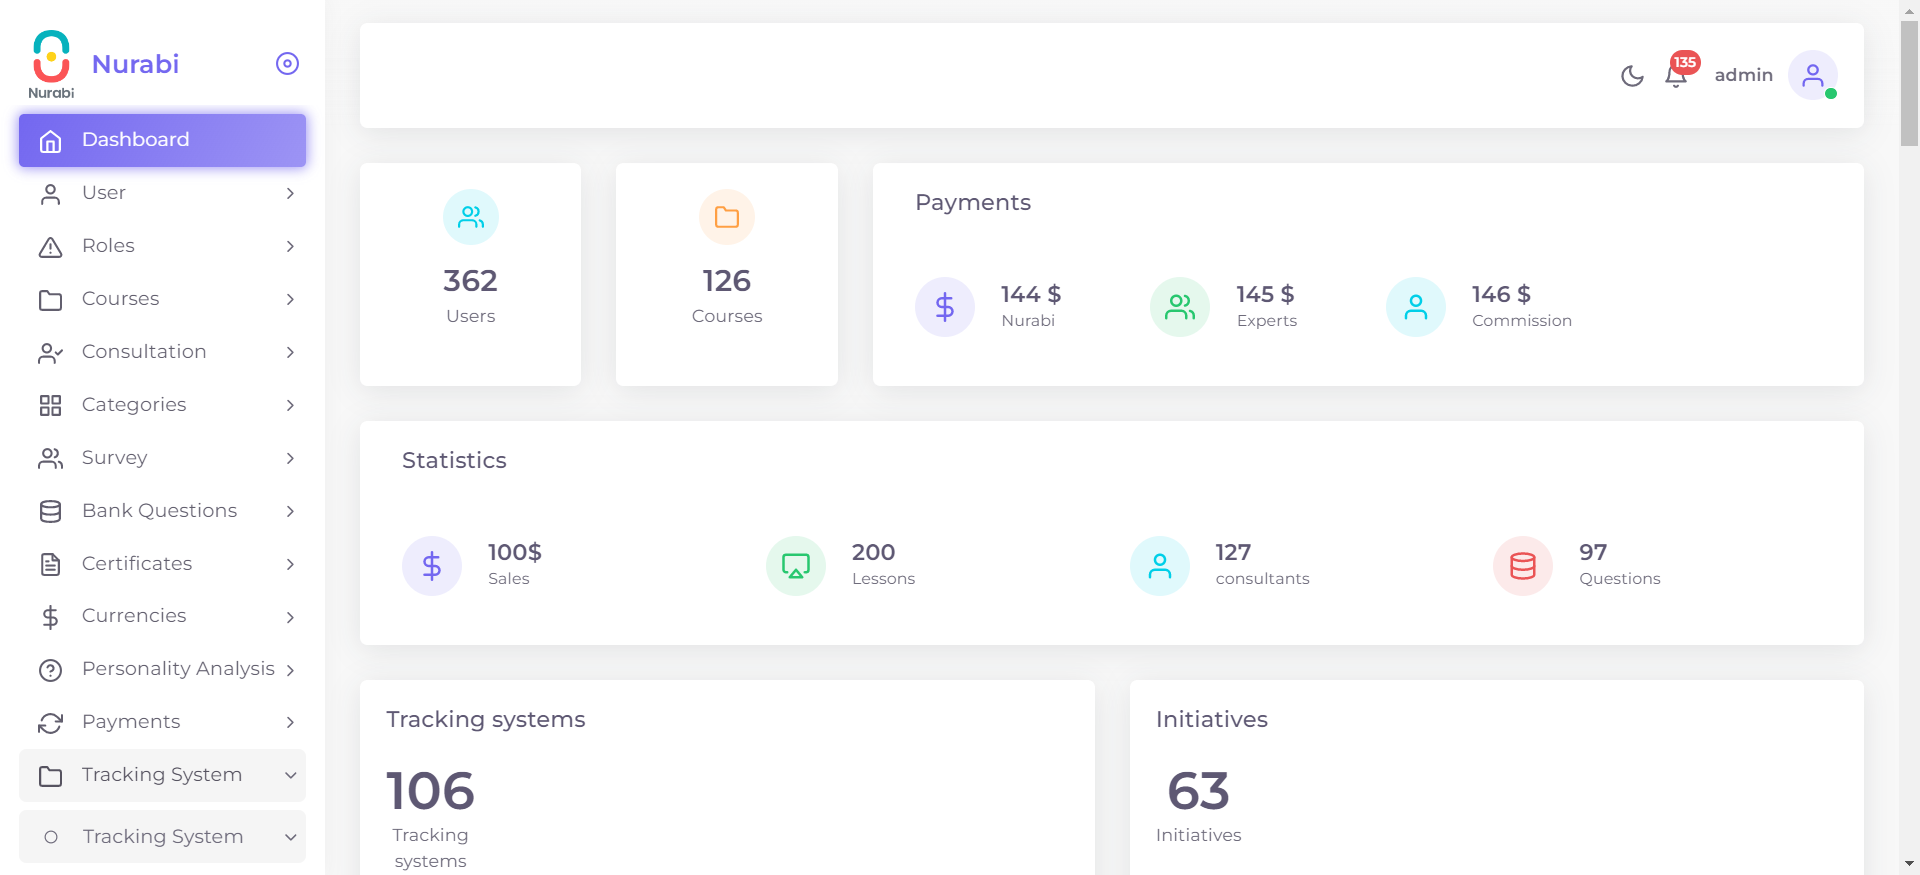 Nurabi
Nurabi
Dashboard
User
Roles
Courses
Consultation
Categories
Survey
Bank Questions
Certificates
Currencies
Personality Analysis
Payments
Tracking System
Tracking System
135
admin
362
Users
126
Courses
Payments
144 $
Nurabi
145 $
Experts
146 $
Commission
Statistics
100$
Sales
200
Lessons
127
consultants
97
Questions
Tracking systems
106
Tracking
systems
Initiatives
63
Initiatives